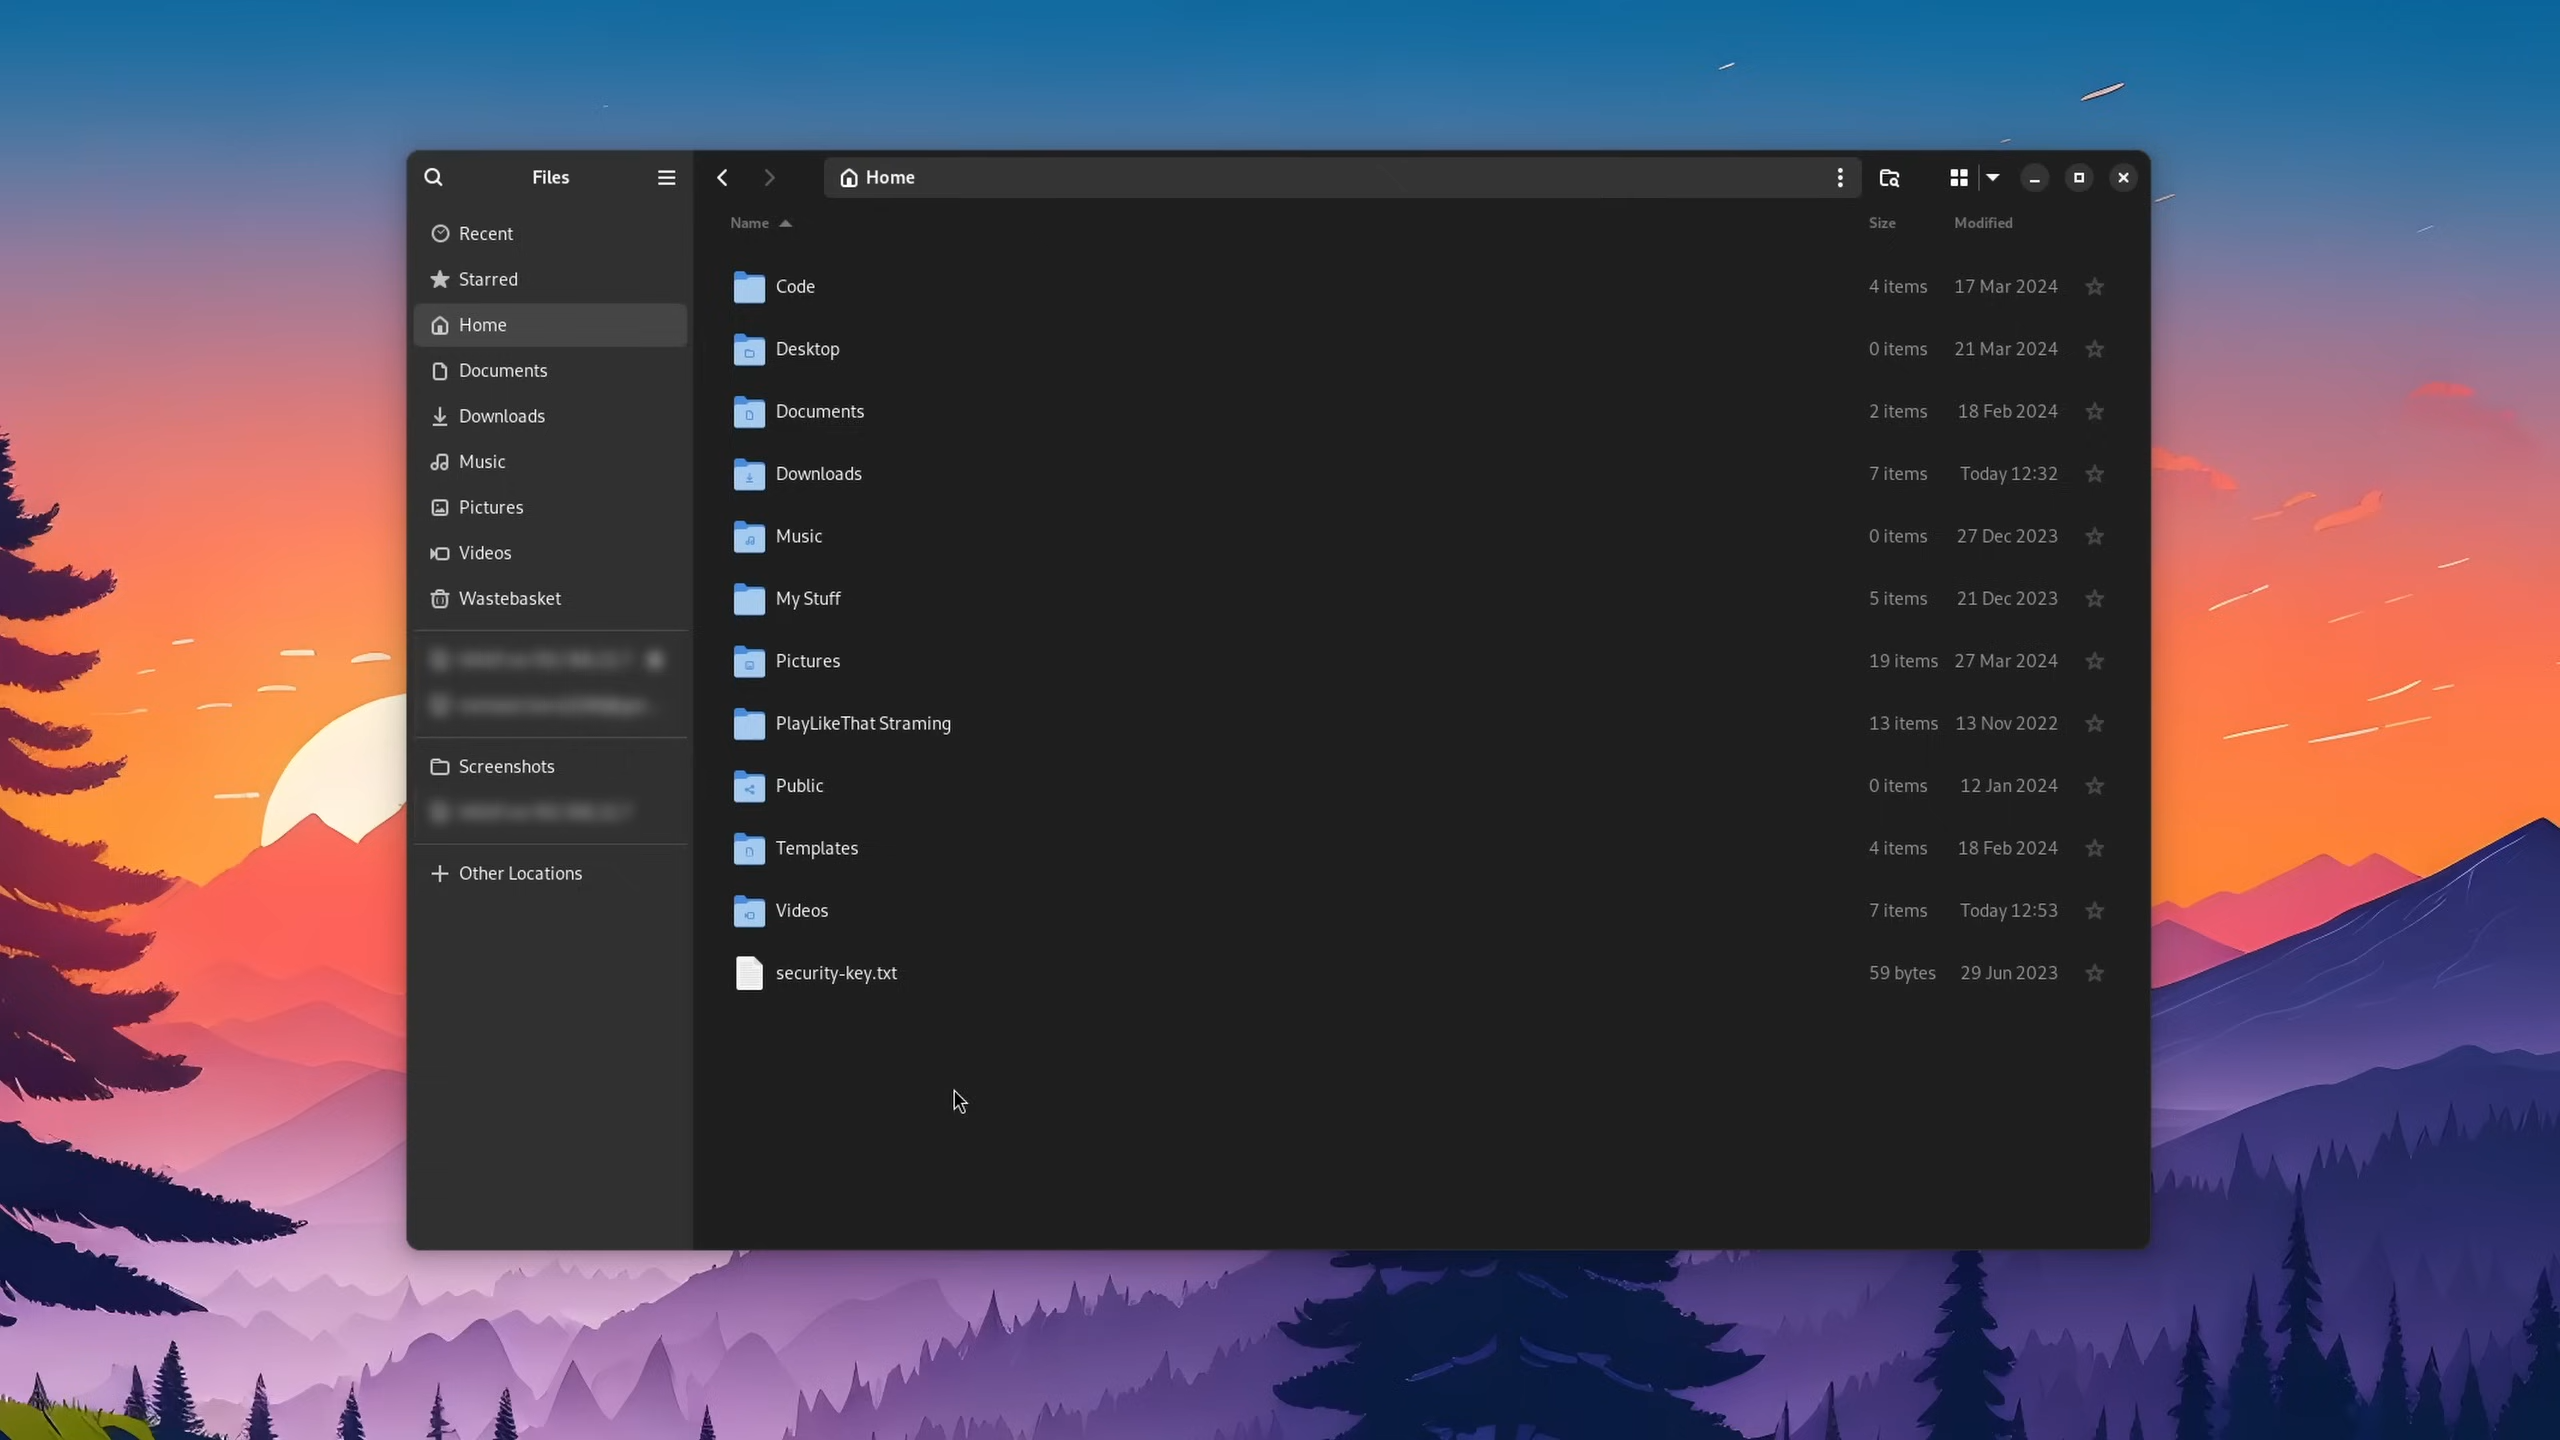 Files
Home
Recent
Starred
Home
Documents
Downloads
Music
Pictures
Videos
Wastebasket
Screenshots
Other Locations
Name Size Modified
Code 4 items 17 Mar 2024
Desktop 0 items 21 Mar 2024
Documents 2 items 18 Feb 2024
Downloads 7 items Today 12:32
Music 0 items 27 Dec 2023
My Stuff 5 items 21 Dec 2023
Pictures 19 items 27 Mar 2024
PlayLikeThat Straming 13 items 13 Nov 2022
Public 0 items 12 Jan 2024
Templates 4 items 18 Feb 2024
Videos 7 items Today 12:53
security-key.txt 59 bytes 29 Jun 2023